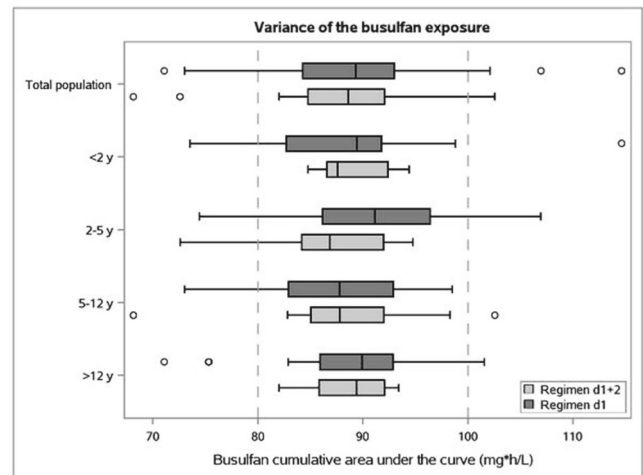 Variance of the busulfan exposure
Total population
<2 y
2-5 y
5-12 y
>12 y
Regimen d1+2
Regimen d1
70 80 90 100 110
Busulfan cumulative area under the curve (mg*h/L)